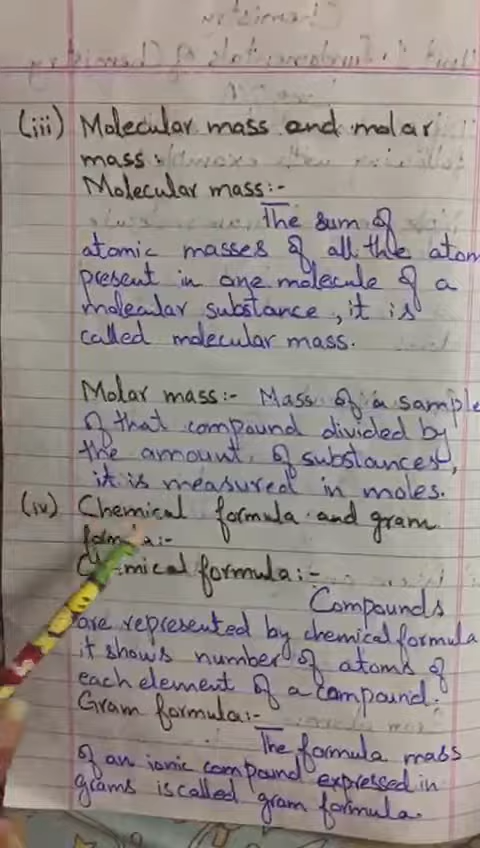 (iii) Molecular mass and molar
mass:
Molecular mass:-
The sum of
atomic masses of all the atom
present in one molecule of a
molecular substance, it is
called molecular mass.
Molar mass:- Mass of a sample
of that compound divided by
the amount of substances,
it is measured in moles.
(iv) Chemical formula and gram
formula:-
Chemical formula:-
Compounds
are represented by chemical formula
it shows number of atoms of
each element of a compound.
Gram formula:-
The formula mass
of an ionic compound expressed in
grams is called gram formula.